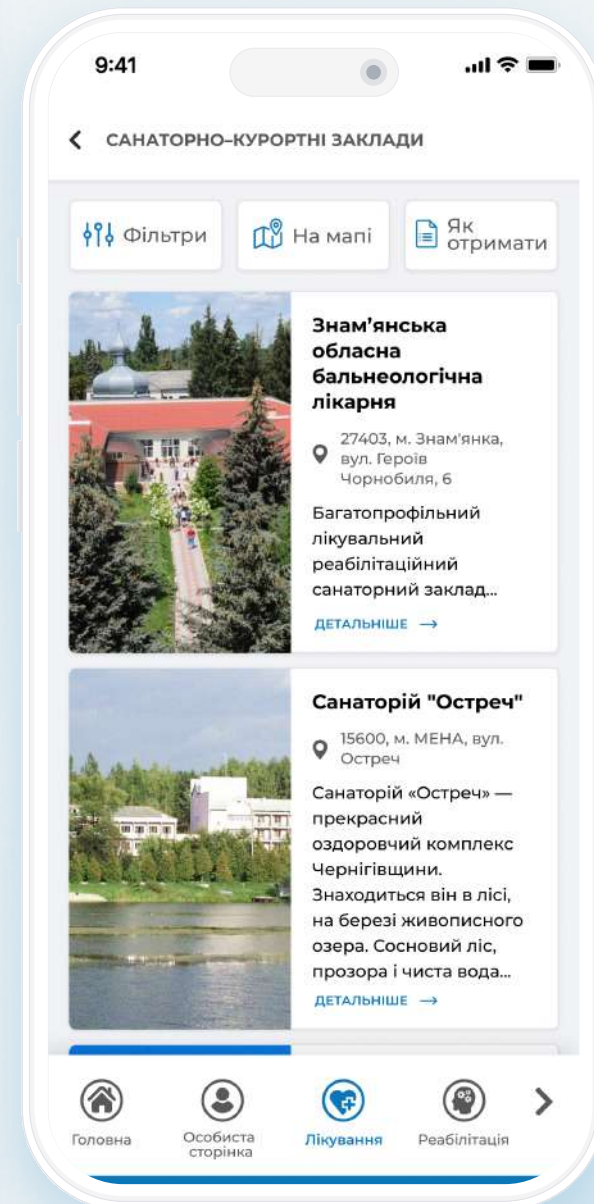 9:41
САНАТОРНО-КУРОРТНІ ЗАКЛАДИ
Фільтри
На мапі
Як
отримати
Знам'янська
обласна
бальнеологічна
лікарня
27403, м. Знам'янка,
вул. Героїв
Чорнобиля, 6
Багатопрофільний
лікувальний
реабілітаційний
санаторний заклад...
ДЕТАЛЬНІШЕ →
Санаторій "Остреч"
15600, м. МЕНА, вул.
Остреч
Санаторій «Остреч» —
прекрасний
оздоровчий комплекс
Чернігівщини.
Знаходиться він в лісі,
на березі живописного
озера. Сосновий ліс,
прозора і чиста вода...
ДЕТАЛЬНІШЕ →
Головна
Особиста
сторінка
Лікування
Реабілітація